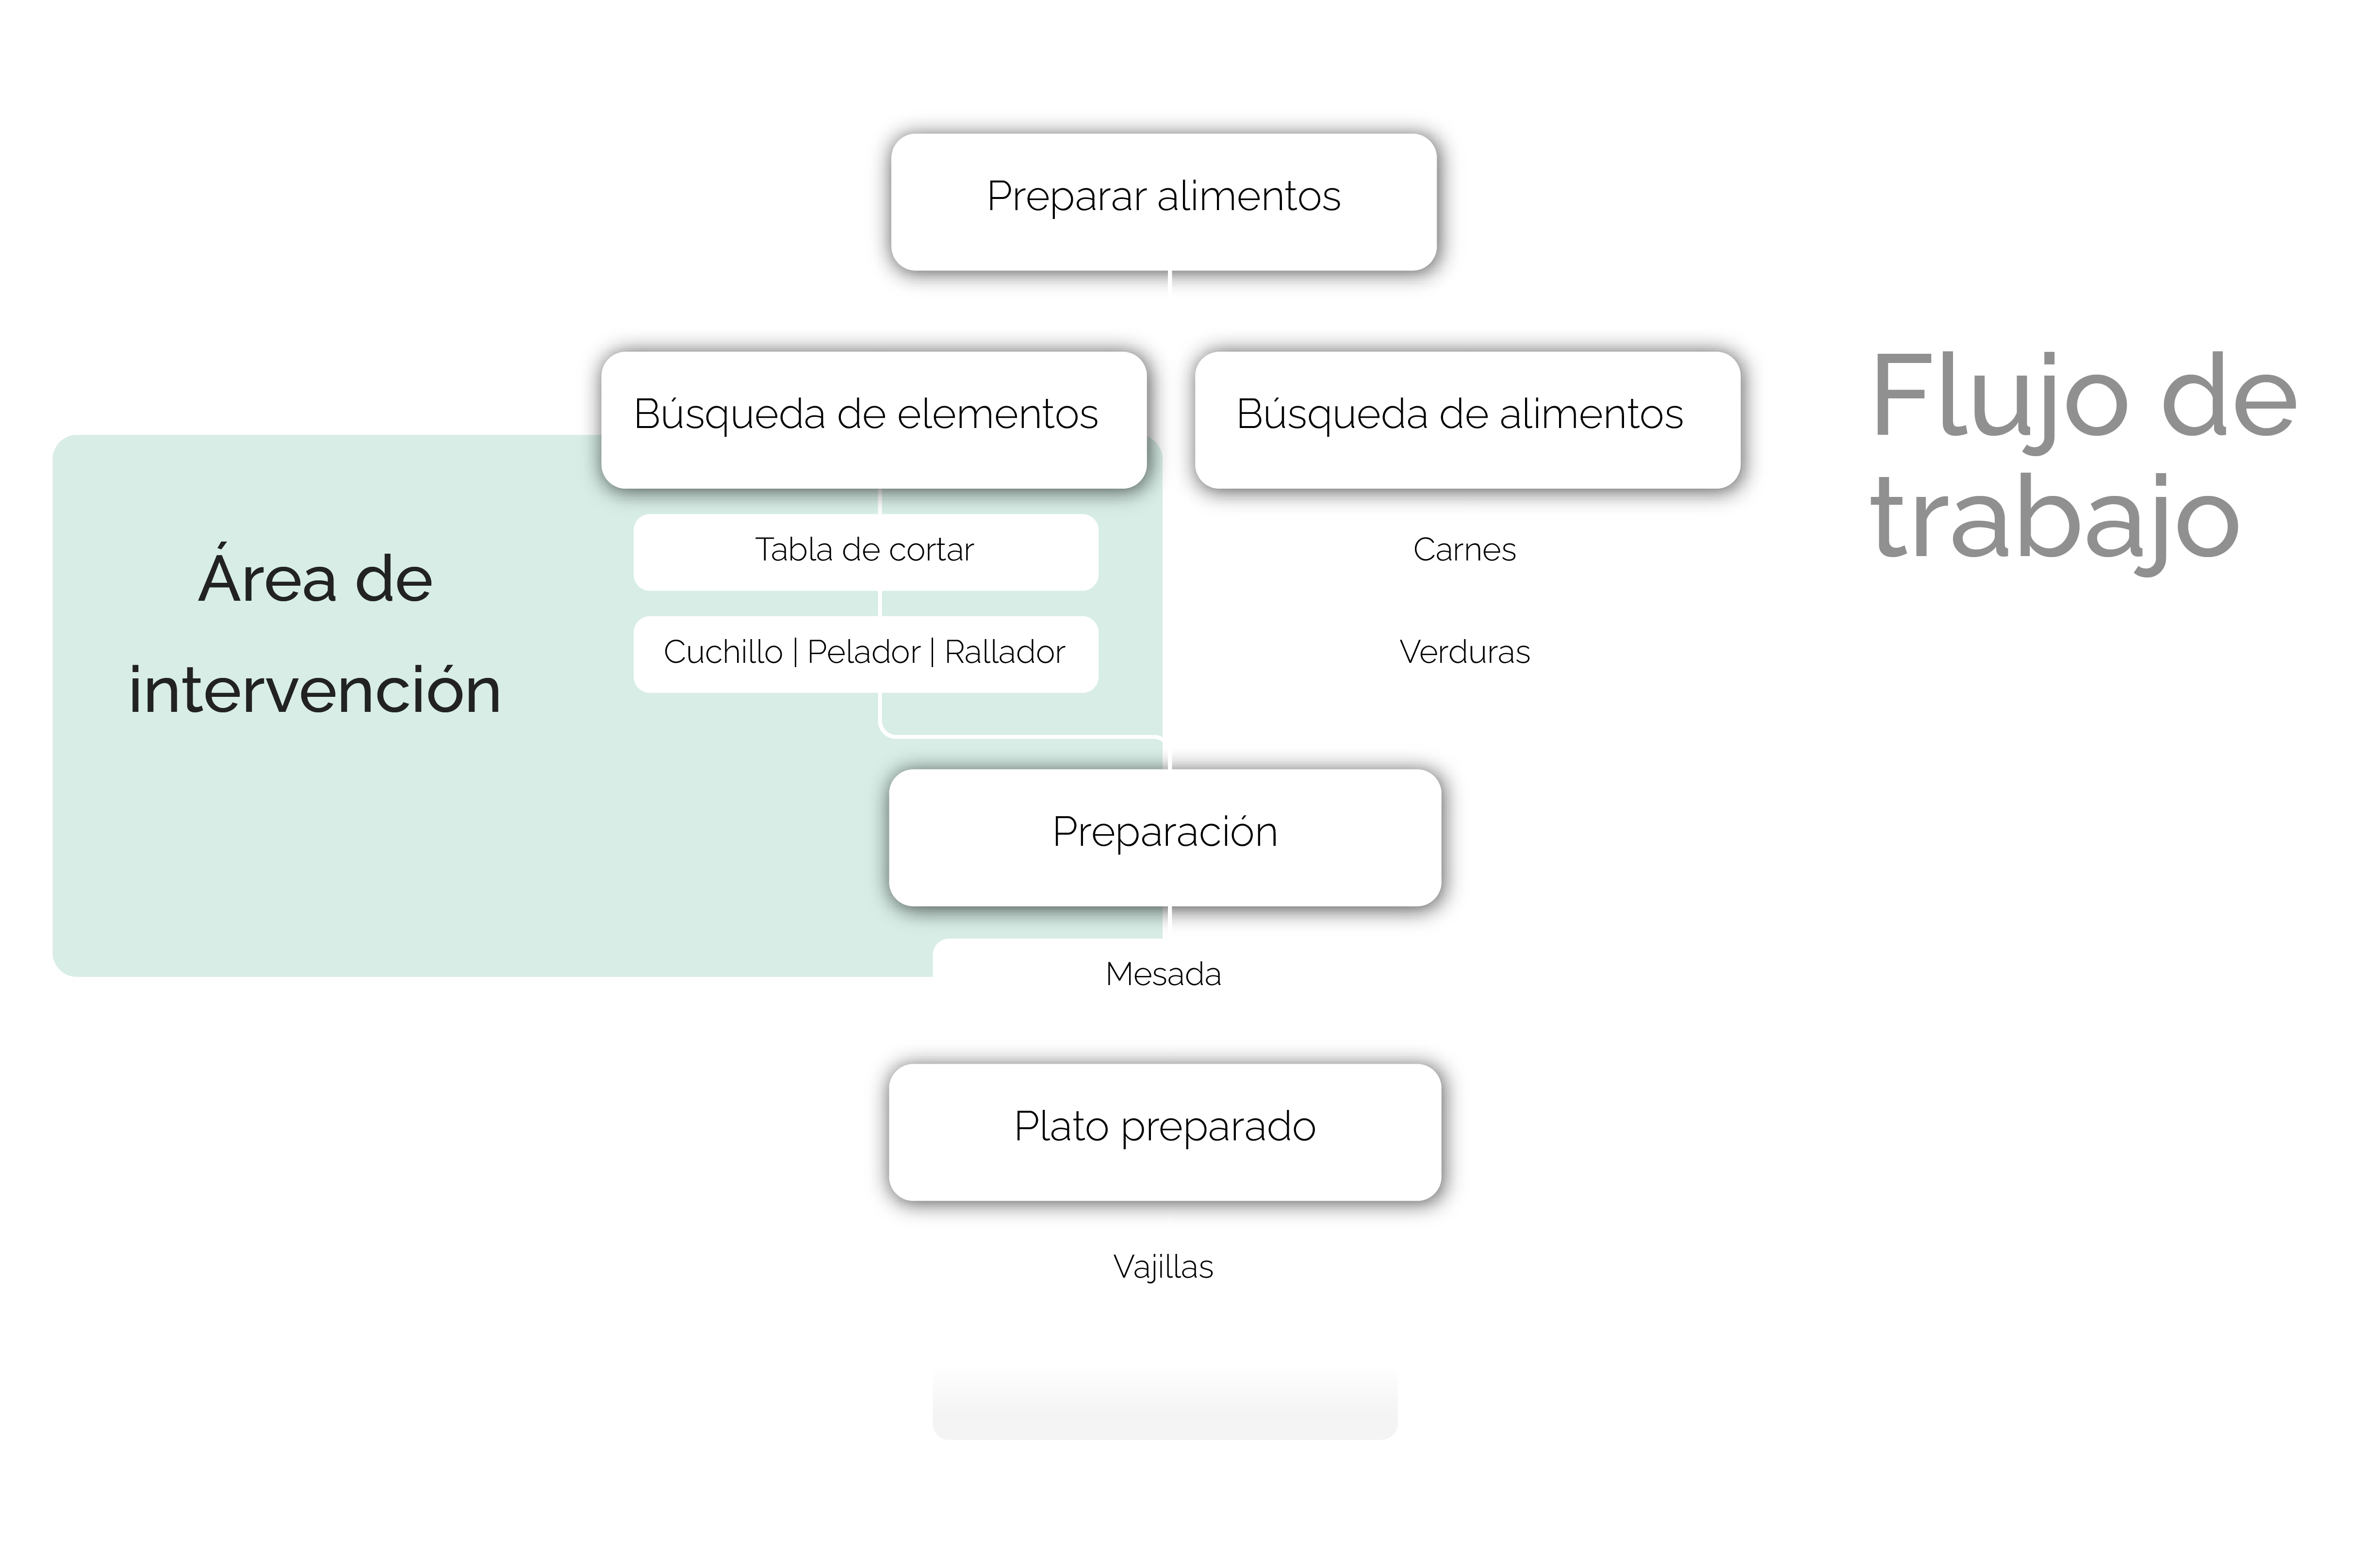 Preparar alimentos
Búsqueda de elementos
Búsqueda de alimentos
Flujo de
trabajo
Área de
intervención
Tabla de cortar
Carnes
Cuchillo | Pelador | Rallador
Verduras
Preparación
Mesada
Plato preparado
Vajillas